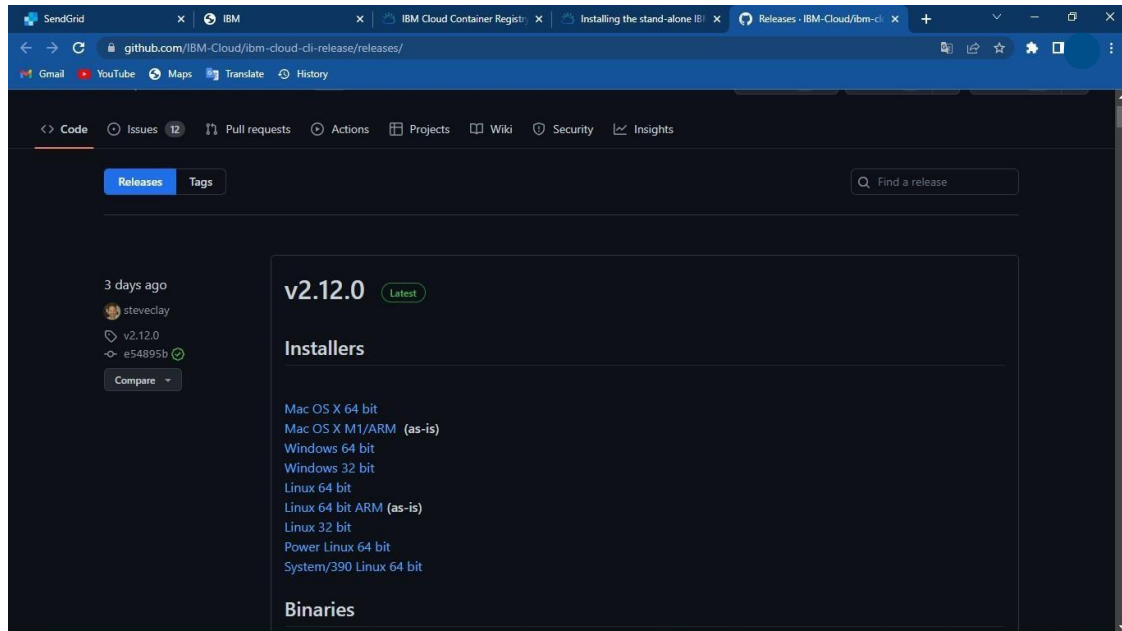 SendGrid
IBM
IBM Cloud Container Registry
Installing the stand-alone IBM
Releases · IBM-Cloud/ibm-clo
github.com/IBM-Cloud/ibm-cloud-cli-release/releases/
Gmail YouTube Maps Translate History
Code Issues 12 Pull requests Actions Projects Wiki Security Insights
Releases Tags
Find a release
3 days ago
steveclay
v2.12.0
e54895b
Compare
v2.12.0 Latest
Installers
Mac OS X 64 bit
Mac OS X M1/ARM (as-is)
Windows 64 bit
Windows 32 bit
Linux 64 bit
Linux 64 bit ARM (as-is)
Linux 32 bit
Power Linux 64 bit
System/390 Linux 64 bit
Binaries